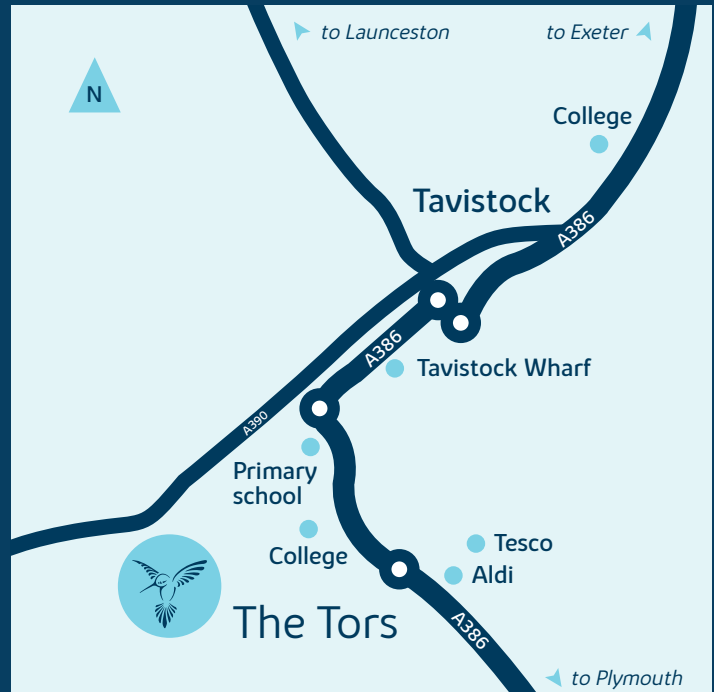 to Launceston
to Exeter
N
College
Tavistock
A386
A386
Tavistock Wharf
A390
Primary
school
College
Tesco
Aldi
The Tors
A386
to Plymouth